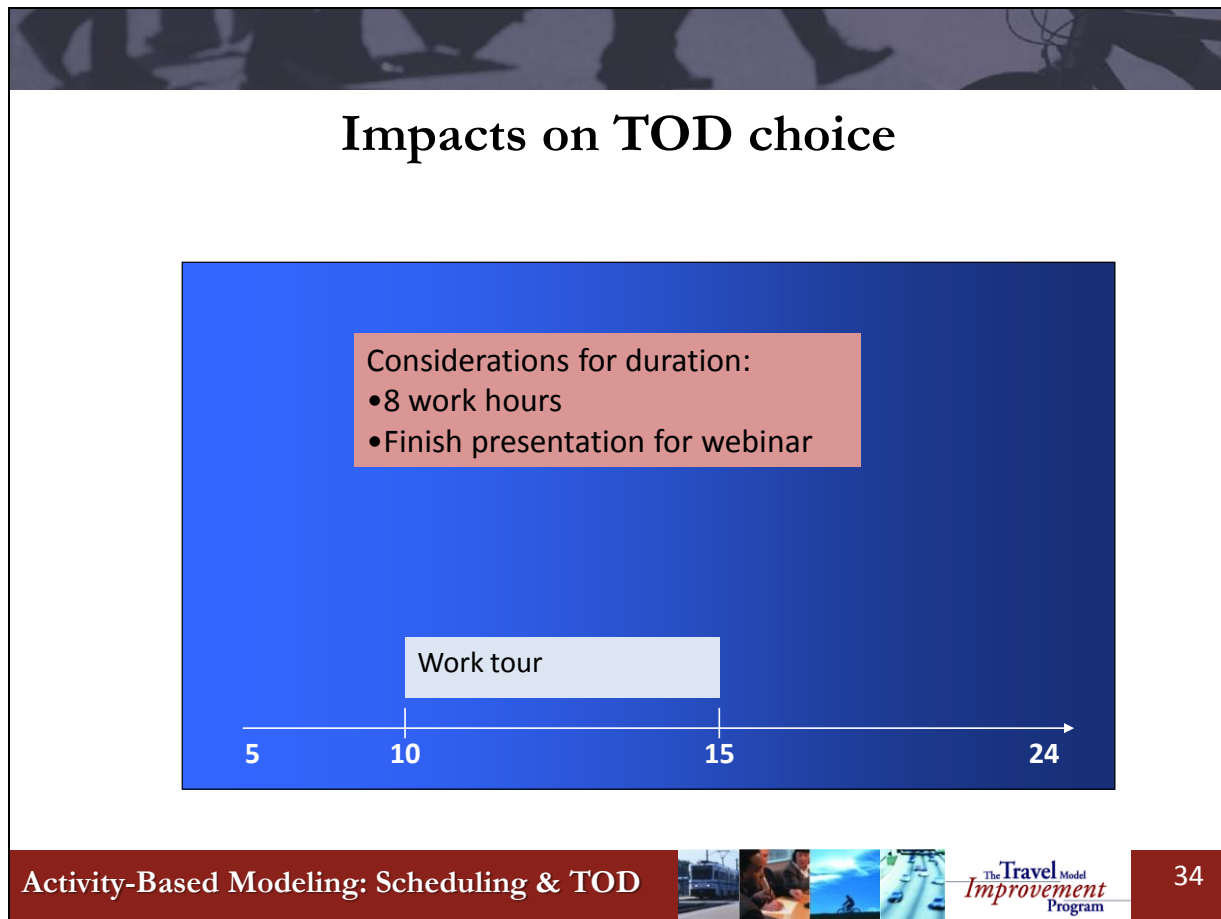 Impacts on TOD choice
Considerations for duration:
•8 work hours
•Finish presentation for webinar
Work tour
5 10 15 24
Activity-Based Modeling: Scheduling & TOD
The Travel Model
Improvement
Program
34